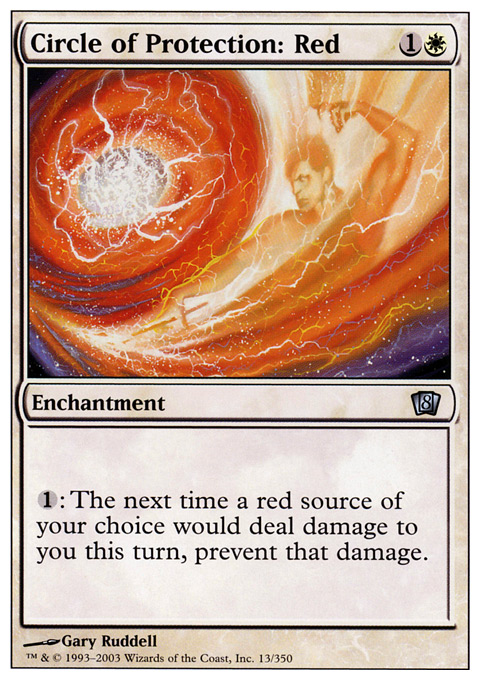 Circle of Protection: Red 1
Enchantment 8
1: The next time a red source of
your choice would deal damage to
you this turn, prevent that damage.
Gary Ruddell
™ & © 1993–2003 Wizards of the Coast, Inc. 13/350